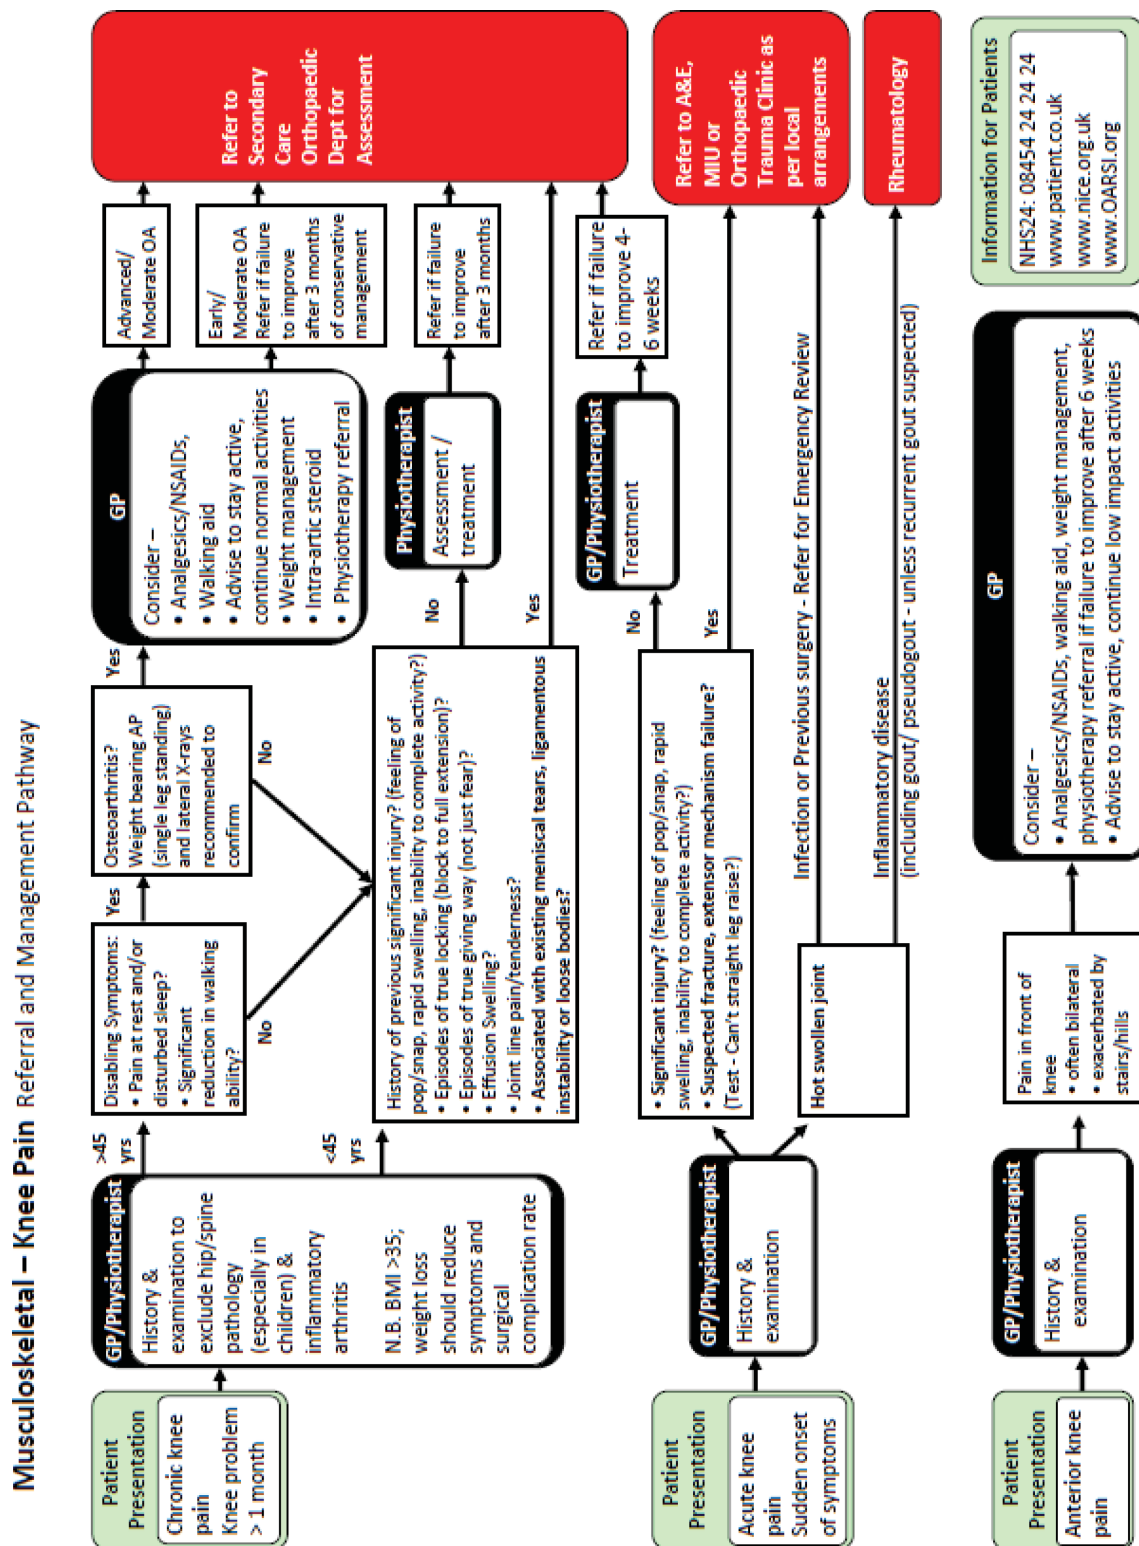 Musculoskeletal – Knee Pain Referral and Management Pathway
Patient
Presentation
Chronic knee
pain
Knee problem
> 1 month
GP/Physiotherapist
History &
examination to
exclude hip/spine
pathology
(especially in
children) &
inflammatory
arthritis
N.B. BMI >35;
weight loss
should reduce
symptoms and
surgical
complication rate
>45
yrs
<45
yrs
Disabling Symptoms:
• Pain at rest and/or
disturbed sleep?
• Significant
reduction in walking
ability?
Yes
No
Osteoarthritis?
Weight bearing AP
(single leg standing)
and lateral X-rays
recommended to
confirm
Yes
No
GP
Consider –
• Analgesics/NSAIDs,
• Walking aid
• Advise to stay active,
continue normal activities
• Weight management
• Intra-artic steroid
• Physiotherapy referral
Advanced/
Moderate OA
Early/
Moderate OA
Refer if failure
to improve
after 3 months
of conservative
management
Refer to
Secondary
Care
Orthopaedic
Dept for
Assessment
History of previous significant injury? (feeling of
pop/snap, rapid swelling, inability to complete activity?)
• Episodes of true locking (block to full extension)?
• Episodes of true giving way (not just fear)?
• Effusion Swelling?
• Joint line pain/tenderness?
• Associated with existing meniscal tears, ligamentous
instability or loose bodies?
No
Yes
Physiotherapist
Assessment /
treatment
Refer if failure
to improve
after 3 months
Patient
Presentation
Acute knee
pain
Sudden onset
of symptoms
GP/Physiotherapist
History &
examination
• Significant injury? (feeling of pop/snap, rapid
swelling, inability to complete activity?)
• Suspected fracture, extensor mechanism failure?
(Test - Can't straight leg raise?)
No
Yes
GP/Physiotherapist
Treatment
Refer if failure
to improve 4-
6 weeks
Refer to A&E,
MIU or
Orthopaedic
Trauma Clinic as
per local
arrangements
Hot swollen joint
Infection or Previous surgery - Refer for Emergency Review
Inflammatory disease
(including gout/ pseudogout - unless recurrent gout suspected)
Rheumatology
Patient
Presentation
Anterior knee
pain
GP/Physiotherapist
History &
examination
Pain in front of
knee
• often bilateral
• exacerbated by
stairs/hills
GP
Consider –
• Analgesics/NSAIDs, walking aid, weight management,
physiotherapy referral if failure to improve after 6 weeks
• Advise to stay active, continue low impact activities
Information for Patients
NHS24: 08454 24 24 24
www.patient.co.uk
www.nice.org.uk
www.OARSI.org